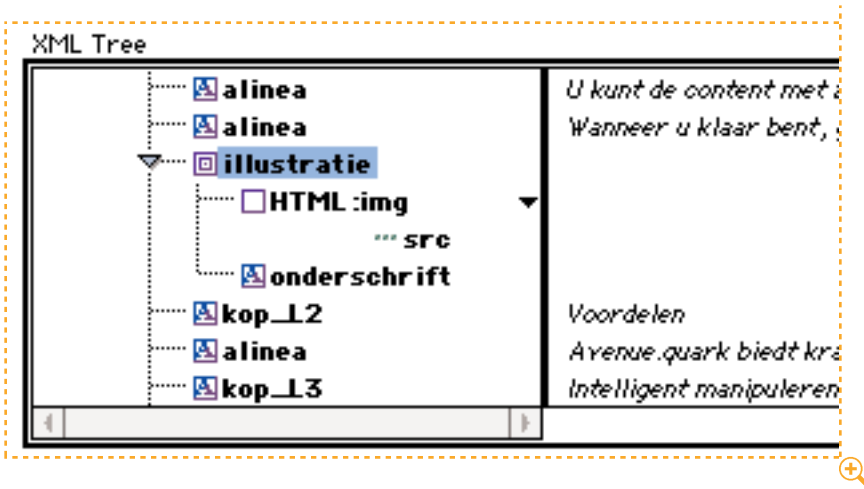 XML Tree
alinea U kunt de content met
alinea Wanneer u klaar bent,
illustratie
HTML:img
src
onderschrift
kop_L2 Voordelen
alinea Avenue.quark biedt kra
kop_L3 Intelligent manipuleren